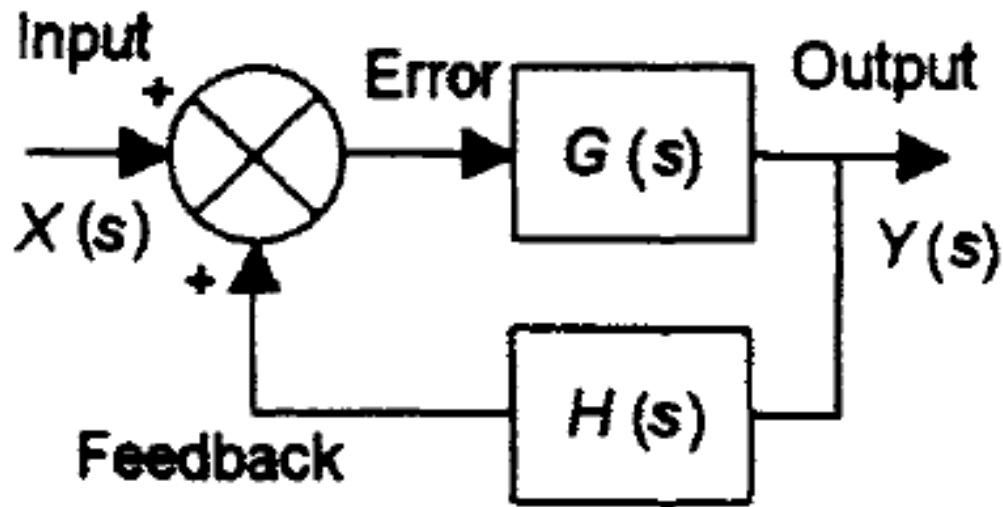 Input
+
Error
Output
G (s)
X (s)
Y (s)
+
H (s)
Feedback